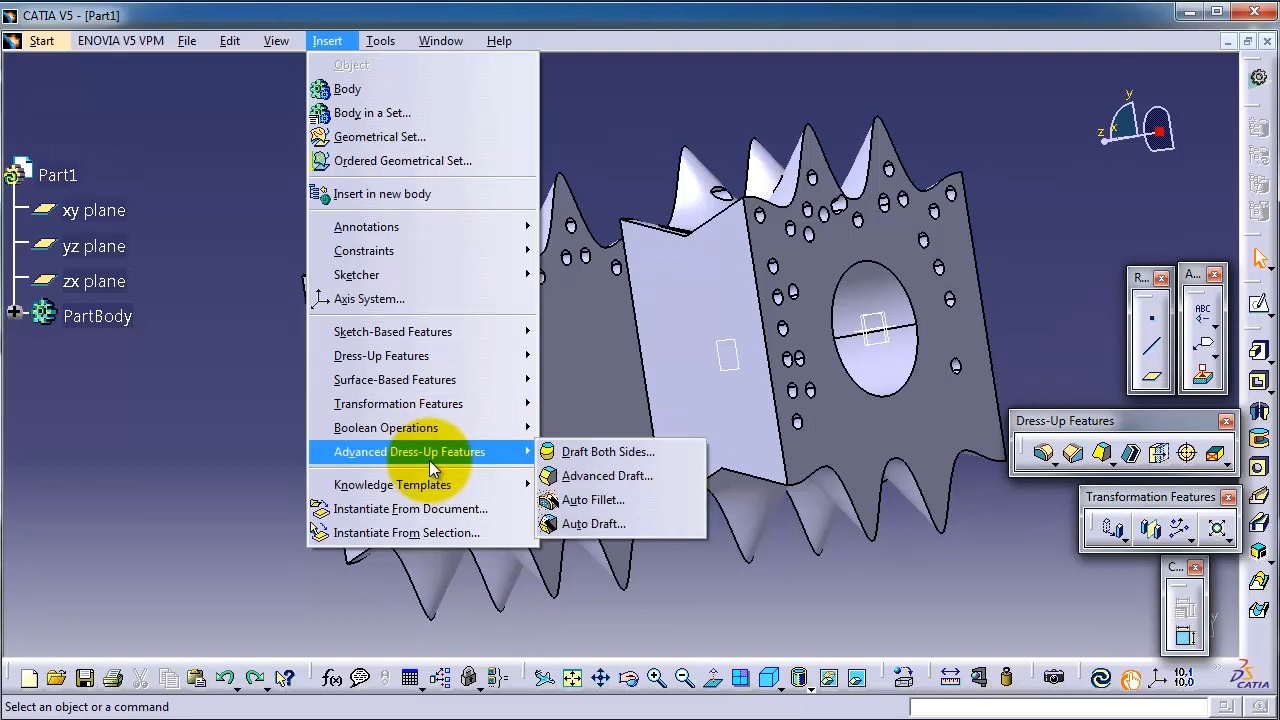 CATIA V5 - [Part1]
Start ENOVIA V5 VPM File Edit View Insert Tools Window Help
Object
Body
Body in a Set...
Geometrical Set...
Ordered Geometrical Set...
Insert in new body
Annotations
Constraints
Sketcher
Axis System...
Sketch-Based Features
Dress-Up Features
Surface-Based Features
Transformation Features
Boolean Operations
Advanced Dress-Up Features
Knowledge Templates
Instantiate From Document...
Instantiate From Selection...
Draft Both Sides...
Advanced Draft...
Auto Fillet...
Auto Draft...
Part1
xy plane
yz plane
zx plane
PartBody
y
z x
R...
A...
ABC
Dress-Up Features
Transformation Features
C...
f(x)
10.1
10.0
CATIA
Select an object or a command